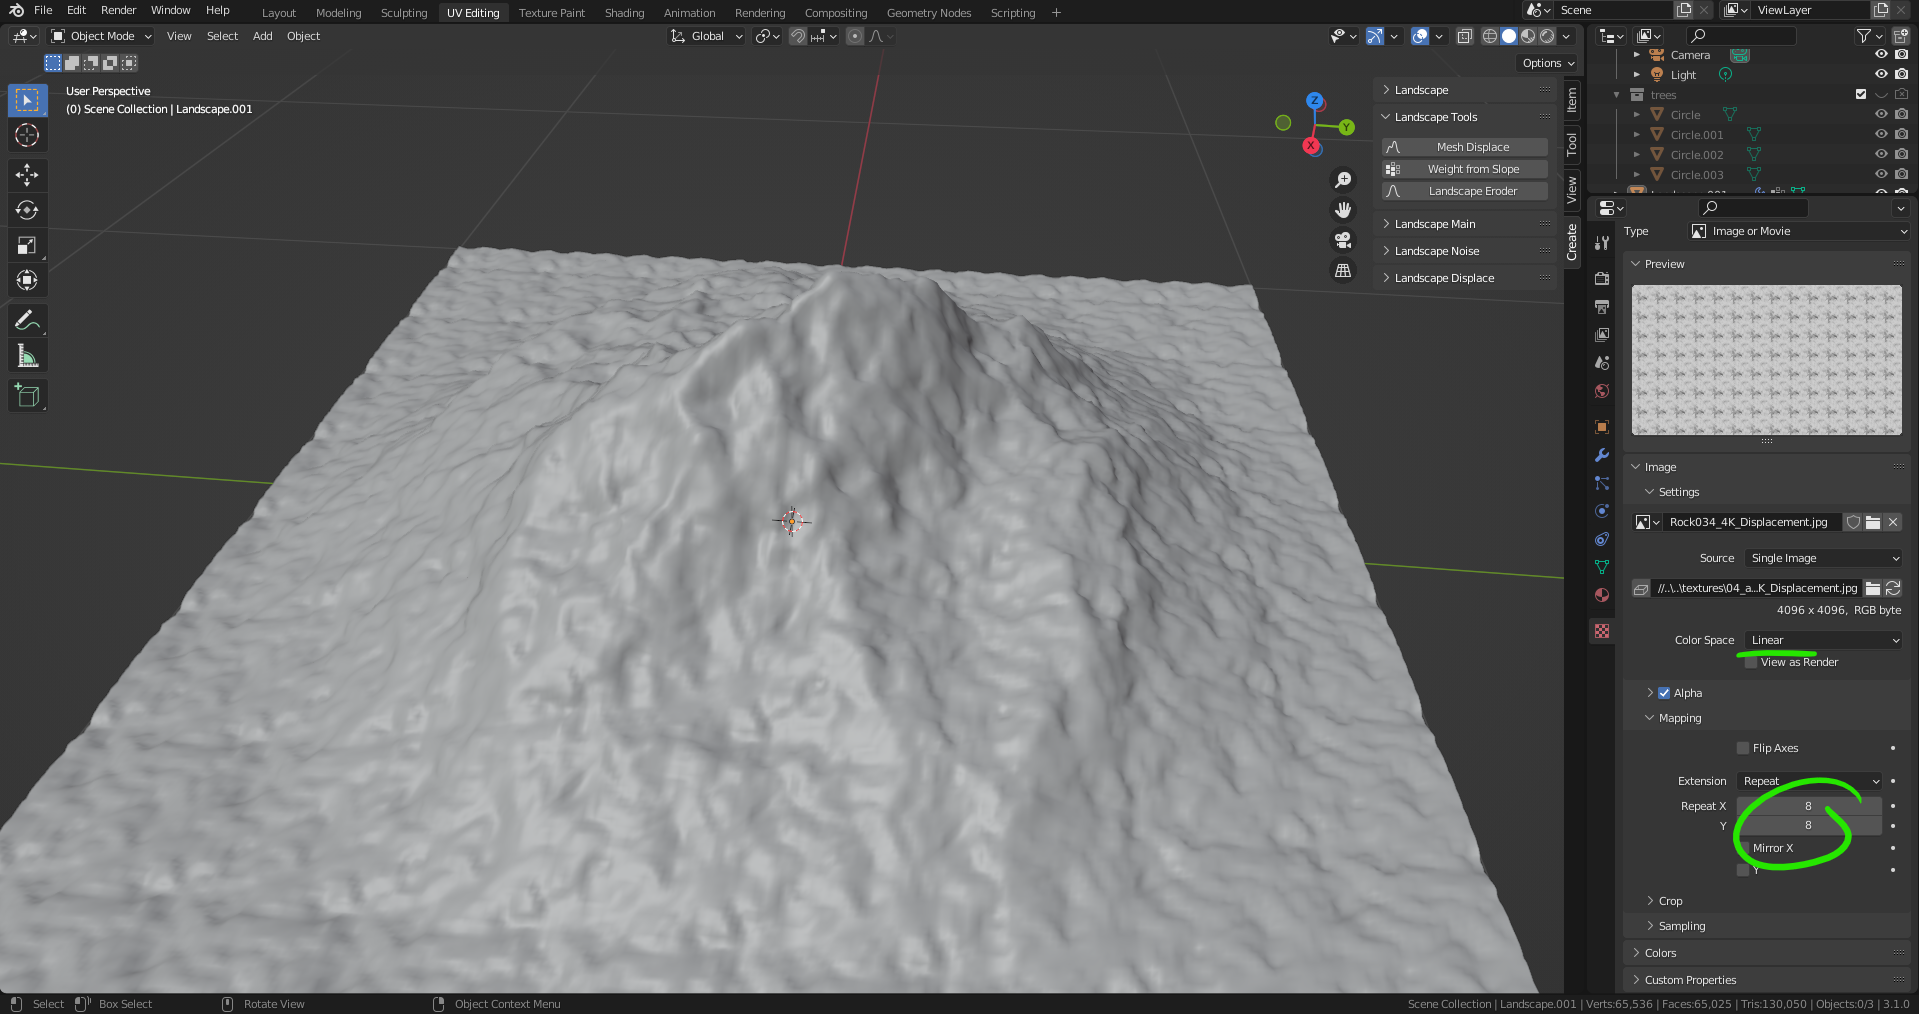 File Edit Render Window Help
Layout Modeling Sculpting UV Editing Texture Paint Shading Animation Rendering Compositing Geometry Nodes Scripting +
Scene ViewLayer
Object Mode View Select Add Object
Global
Options
User Perspective
(0) Scene Collection | Landscape.001
Z
Y
X
Landscape
Landscape Tools
Mesh Displace
Weight from Slope
Landscape Eroder
Landscape Main
Landscape Noise
Landscape Displace
Item
Tool
View
Create
Camera
Light
trees
Circle
Circle.001
Circle.002
Circle.003
Type Image or Movie
Preview
Image
Settings
Rock034_4K_Displacement.jpg
Source Single Image
//..\..\textures\04_a...K_Displacement.jpg
4096 x 4096, RGB byte
Color Space Linear
View as Render
Alpha
Mapping
Flip Axes
Extension Repeat
Repeat X 8
Y 8
Mirror X
Y
Crop
Sampling
Colors
Custom Properties
Select Box Select Rotate View Object Context Menu
Scene Collection | Landscape.001 | Verts:65,536 | Faces:65,025 | Tris:130,050 | Objects:0/3 | 3.1.0